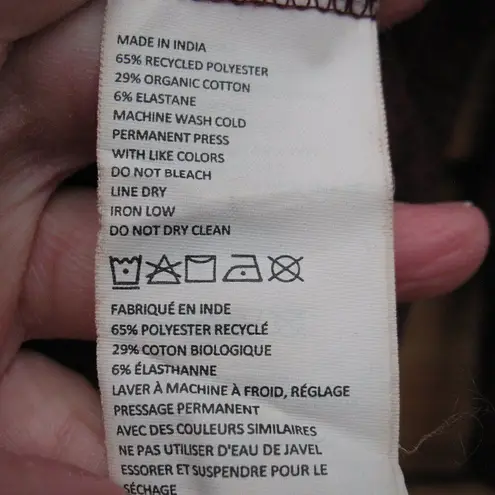 MADE IN INDIA
65% RECYCLED POLYESTER
29% ORGANIC COTTON
6% ELASTANE
MACHINE WASH COLD
PERMANENT PRESS
WITH LIKE COLORS
DO NOT BLEACH
LINE DRY
IRON LOW
DO NOT DRY CLEAN
FABRIQUÉ EN INDE
65% POLYESTER RECYCLÉ
29% COTON BIOLOGIQUE
6% ÉLASTHANNE
LAVER À MACHINE À FROID, RÉGLAGE
PRESSAGE PERMANENT
AVEC DES COULEURS SIMILAIRES
NE PAS UTILISER D'EAU DE JAVEL
ESSORER ET SUSPENDRE POUR LE
SÉCHAGE